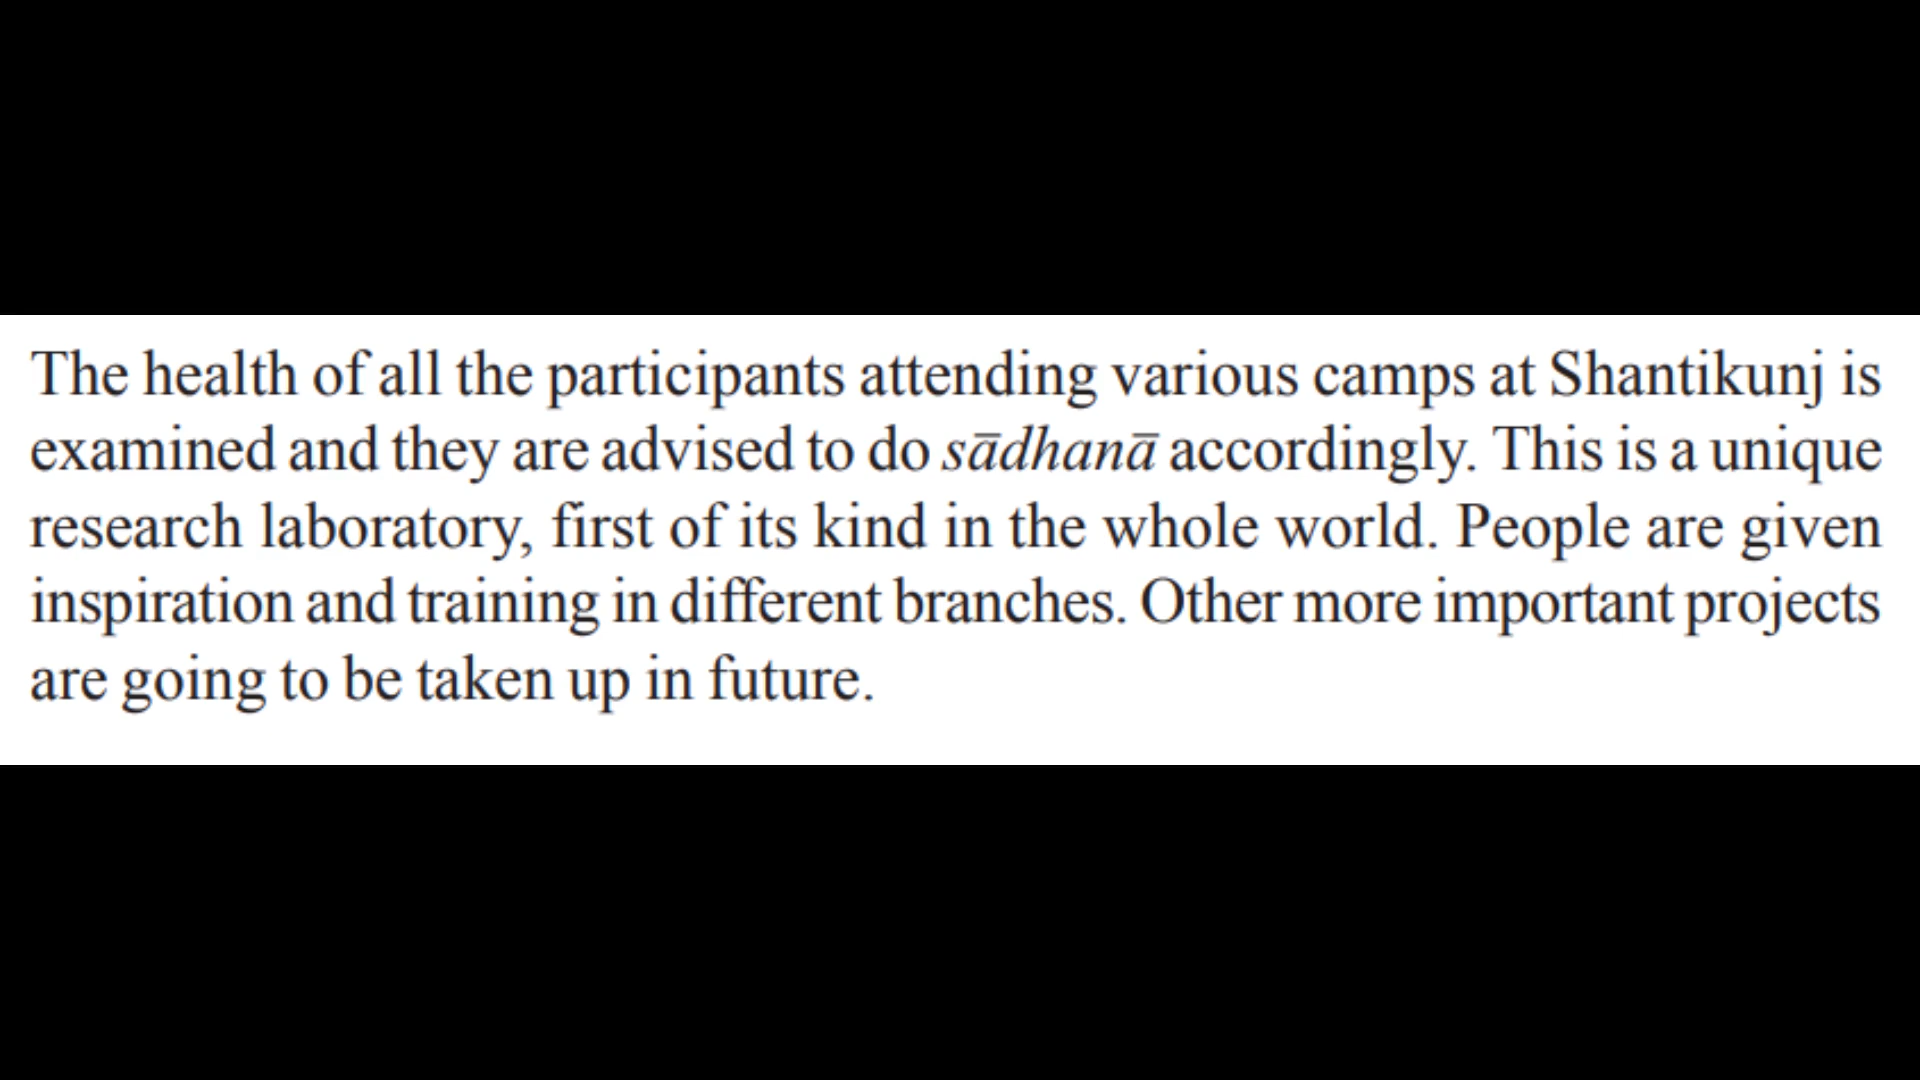 The health of all the participants attending various camps at Shantikunj is
examined and they are advised to do sādhanā accordingly. This is a unique
research laboratory, first of its kind in the whole world. People are given
inspiration and training in different branches. Other more important projects
are going to be taken up in future.